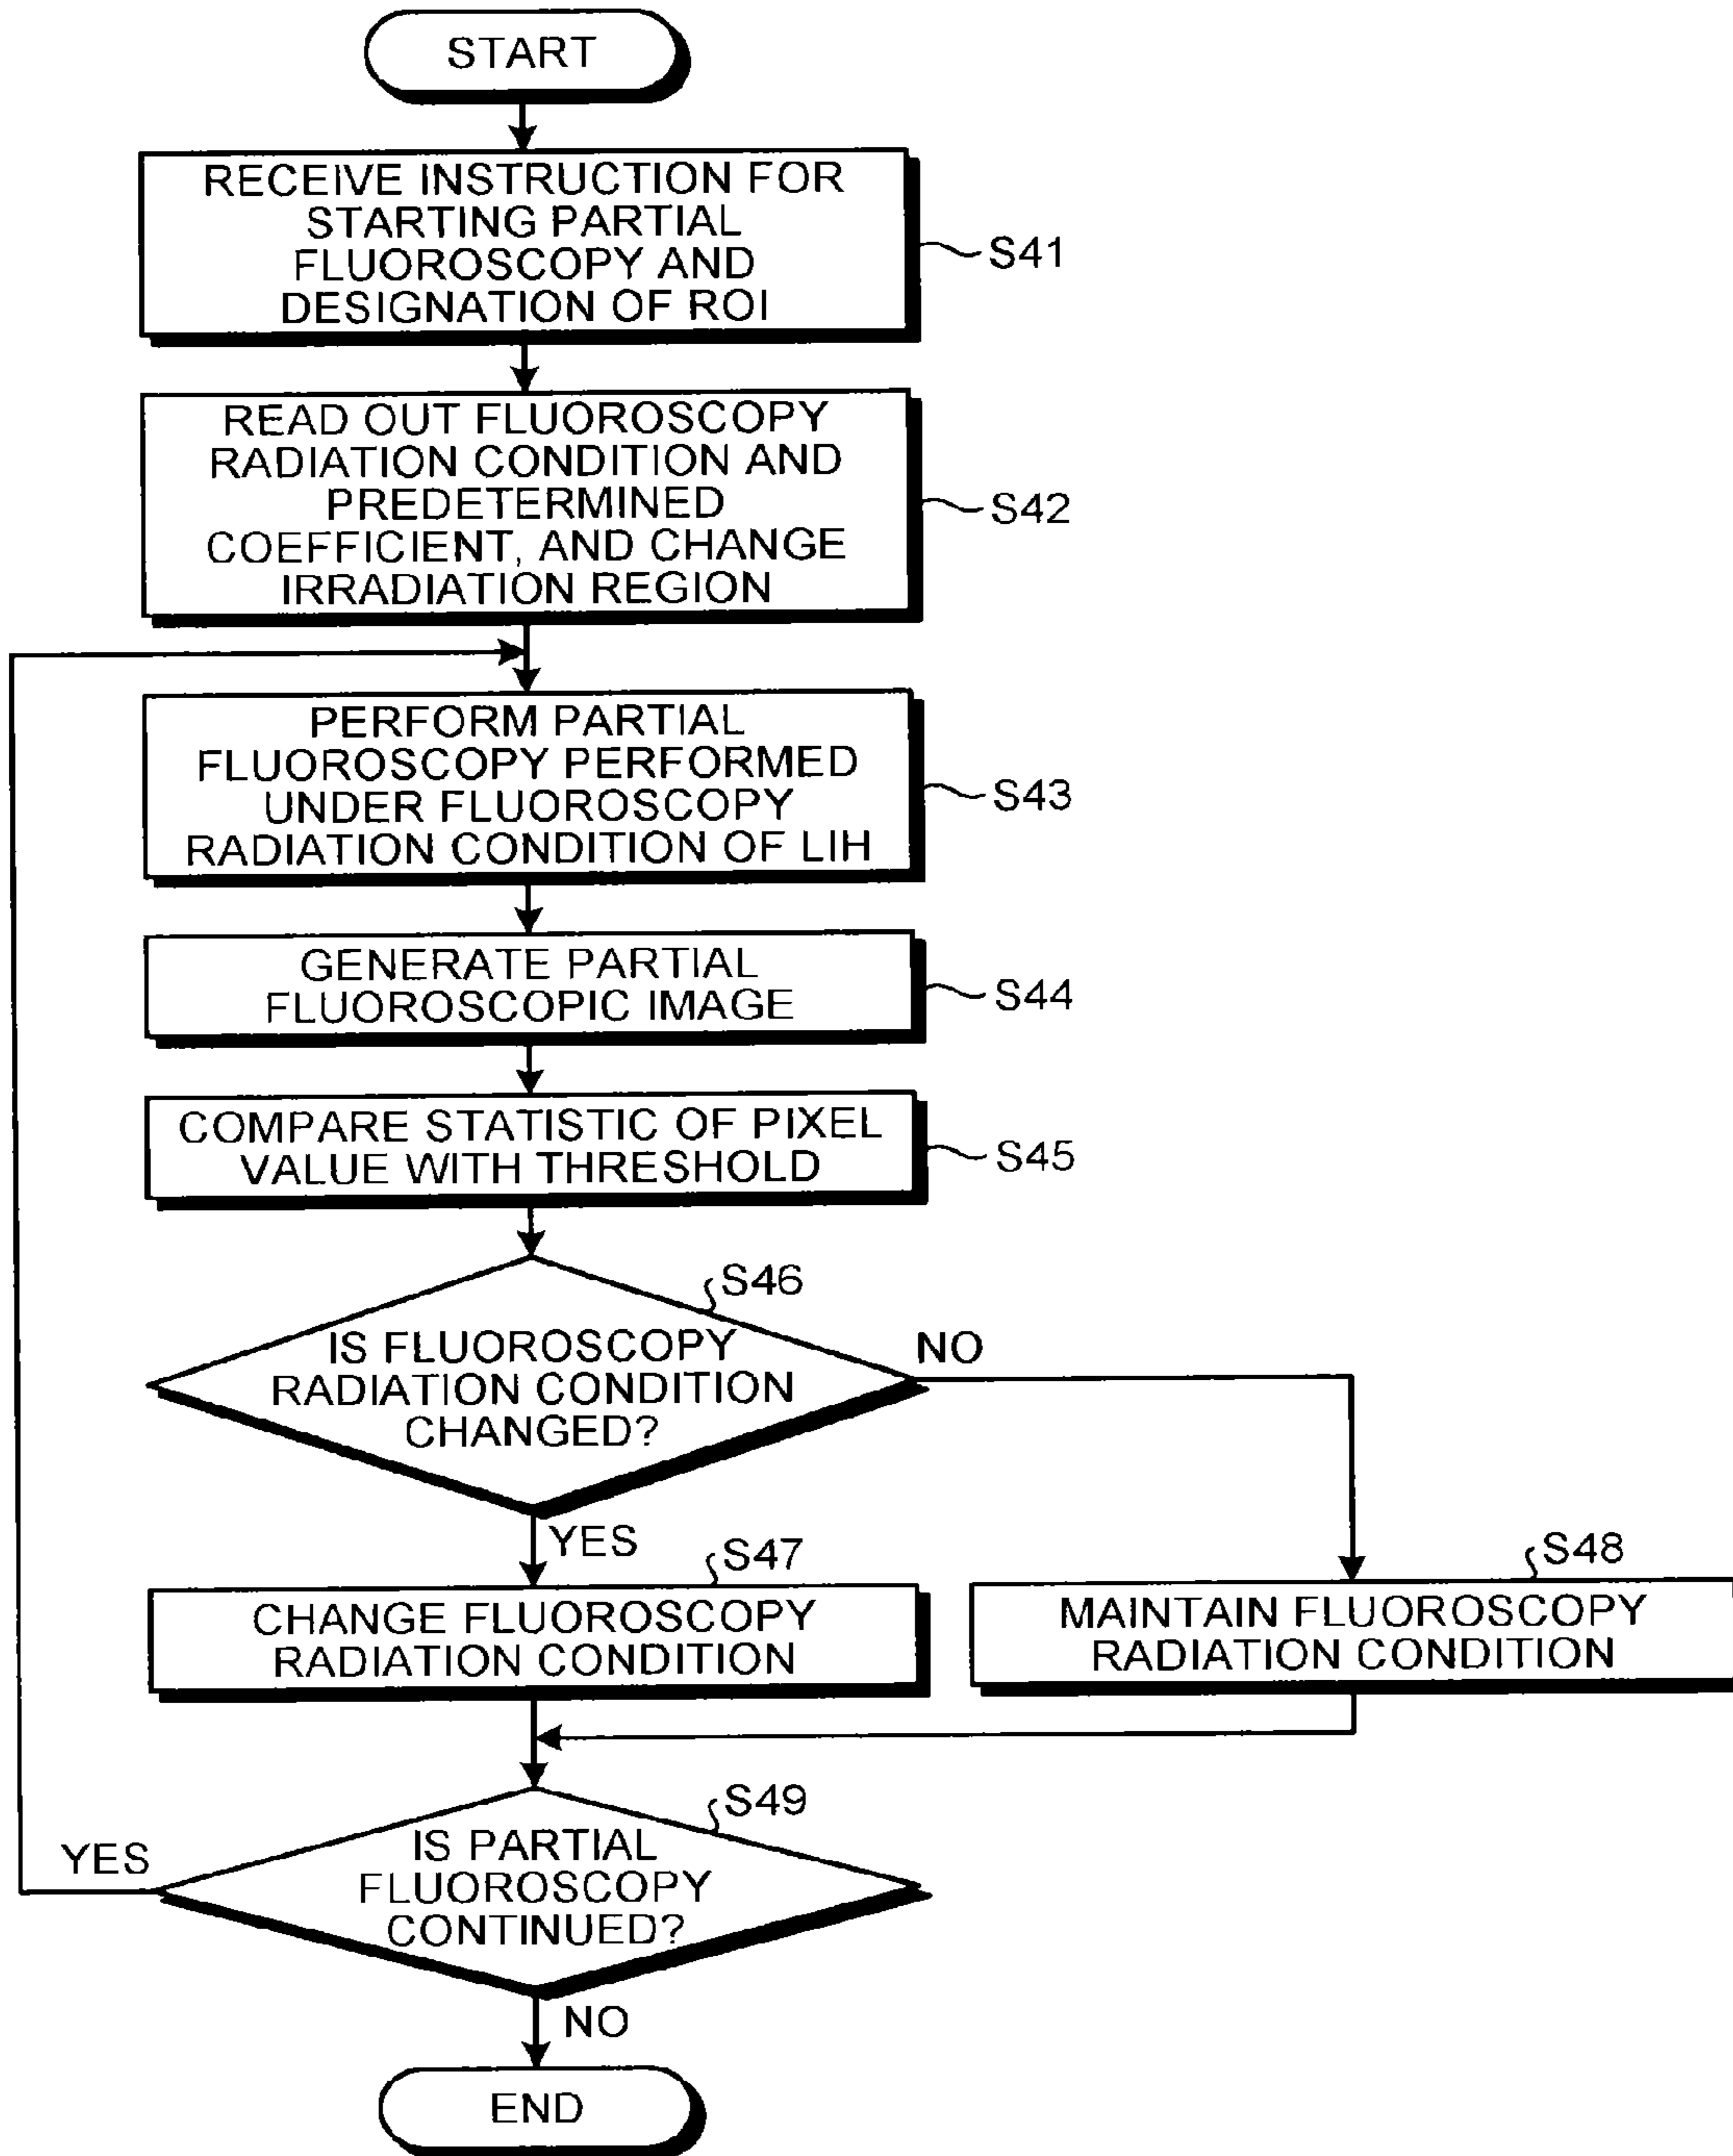 START
RECEIVE INSTRUCTION FOR
STARTING PARTIAL
FLUOROSCOPY AND
DESIGNATION OF ROI
S41
READ OUT FLUOROSCOPY
RADIATION CONDITION AND
PREDETERMINED
COEFFICIENT, AND CHANGE
IRRADIATION REGION
S42
PERFORM PARTIAL
FLUOROSCOPY PERFORMED
UNDER FLUOROSCOPY
RADIATION CONDITION OF LIH
S43
GENERATE PARTIAL
FLUOROSCOPIC IMAGE
S44
COMPARE STATISTIC OF PIXEL
VALUE WITH THRESHOLD
S45
S46
IS FLUOROSCOPY
RADIATION CONDITION
CHANGED?
NO
YES
S47
CHANGE FLUOROSCOPY
RADIATION CONDITION
S48
MAINTAIN FLUOROSCOPY
RADIATION CONDITION
S49
IS PARTIAL
FLUOROSCOPY
CONTINUED?
YES
NO
END